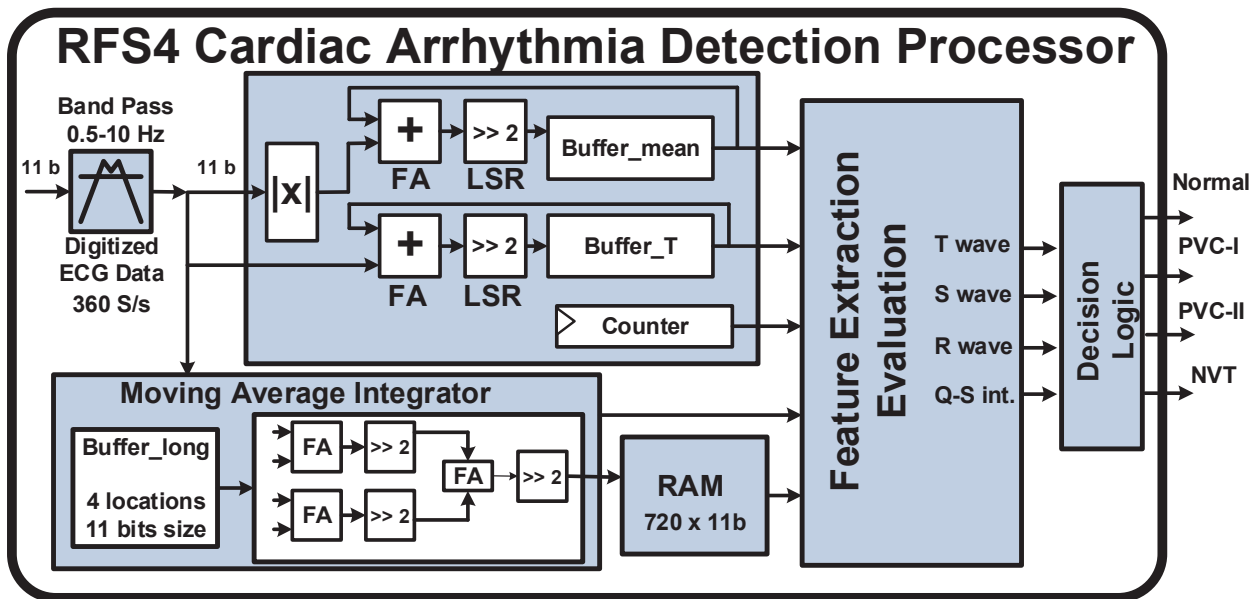 RFS4 Cardiac Arrhythmia Detection Processor
Band Pass
0.5-10 Hz
11 b
11 b
Digitized
ECG Data
360 S/s
|x|
+
FA
>> 2
LSR
Buffer_mean
+
FA
>> 2
LSR
Buffer_T
Counter
Moving Average Integrator
Buffer_long
4 locations
11 bits size
FA
>> 2
FA
>> 2
FA
>> 2
RAM
720 x 11b
Feature Extraction
Evaluation
T wave
S wave
R wave
Q-S int.
Decision
Logic
Normal
PVC-I
PVC-II
NVT